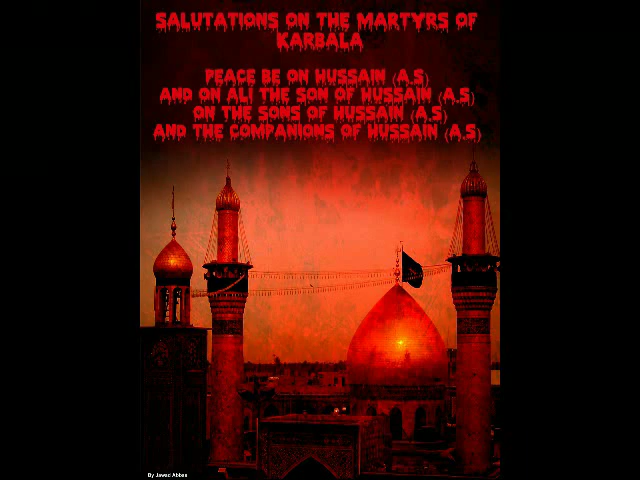 SALUTATIONS ON THE MARTYRS OF
KARBALA
PEACE BE ON HUSSAIN (A.S)
AND ON ALI THE SON OF HUSSAIN (A.S)
ON THE SONS OF HUSSAIN (A.S)
AND THE COMPANIONS OF HUSSAIN (A.S)
By Jawad Abbas